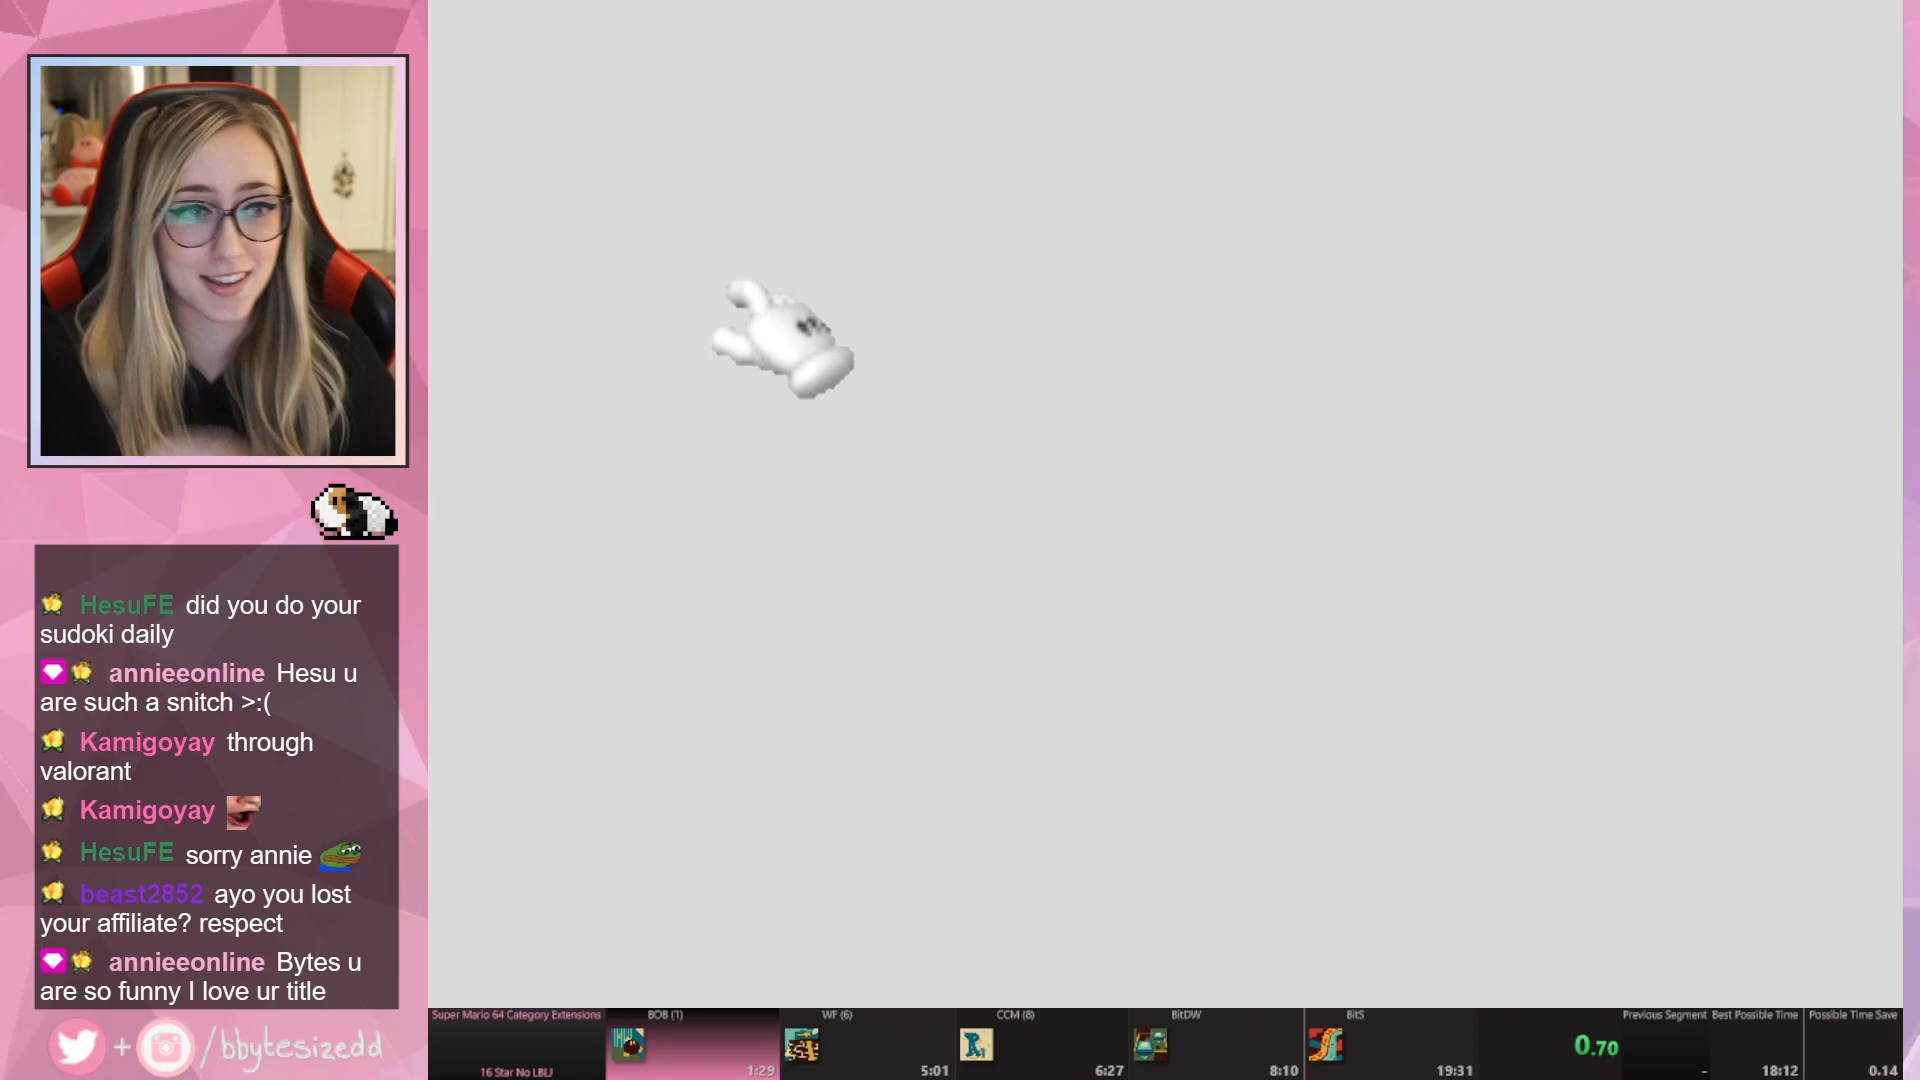 HesuFE did you do your
sudoki daily
annieeonline Hesu u
are such a snitch >:(
Kamigoyay through
valorant
Kamigoyay
HesuFE sorry annie
beast2852 ayo you lost
your affiliate? respect
annieeonline Bytes u
are so funny I love ur title
+ /bbytesizedd
Super Mario 64 Category Extensions
16 Star No LBLJ
BOB (1)
1:29
WF (6)
5:01
CCM (8)
6:27
BitDW
8:10
BitS
19:31
0.70
Previous Segment
-
Best Possible Time
18:12
Possible Time Save
0.14